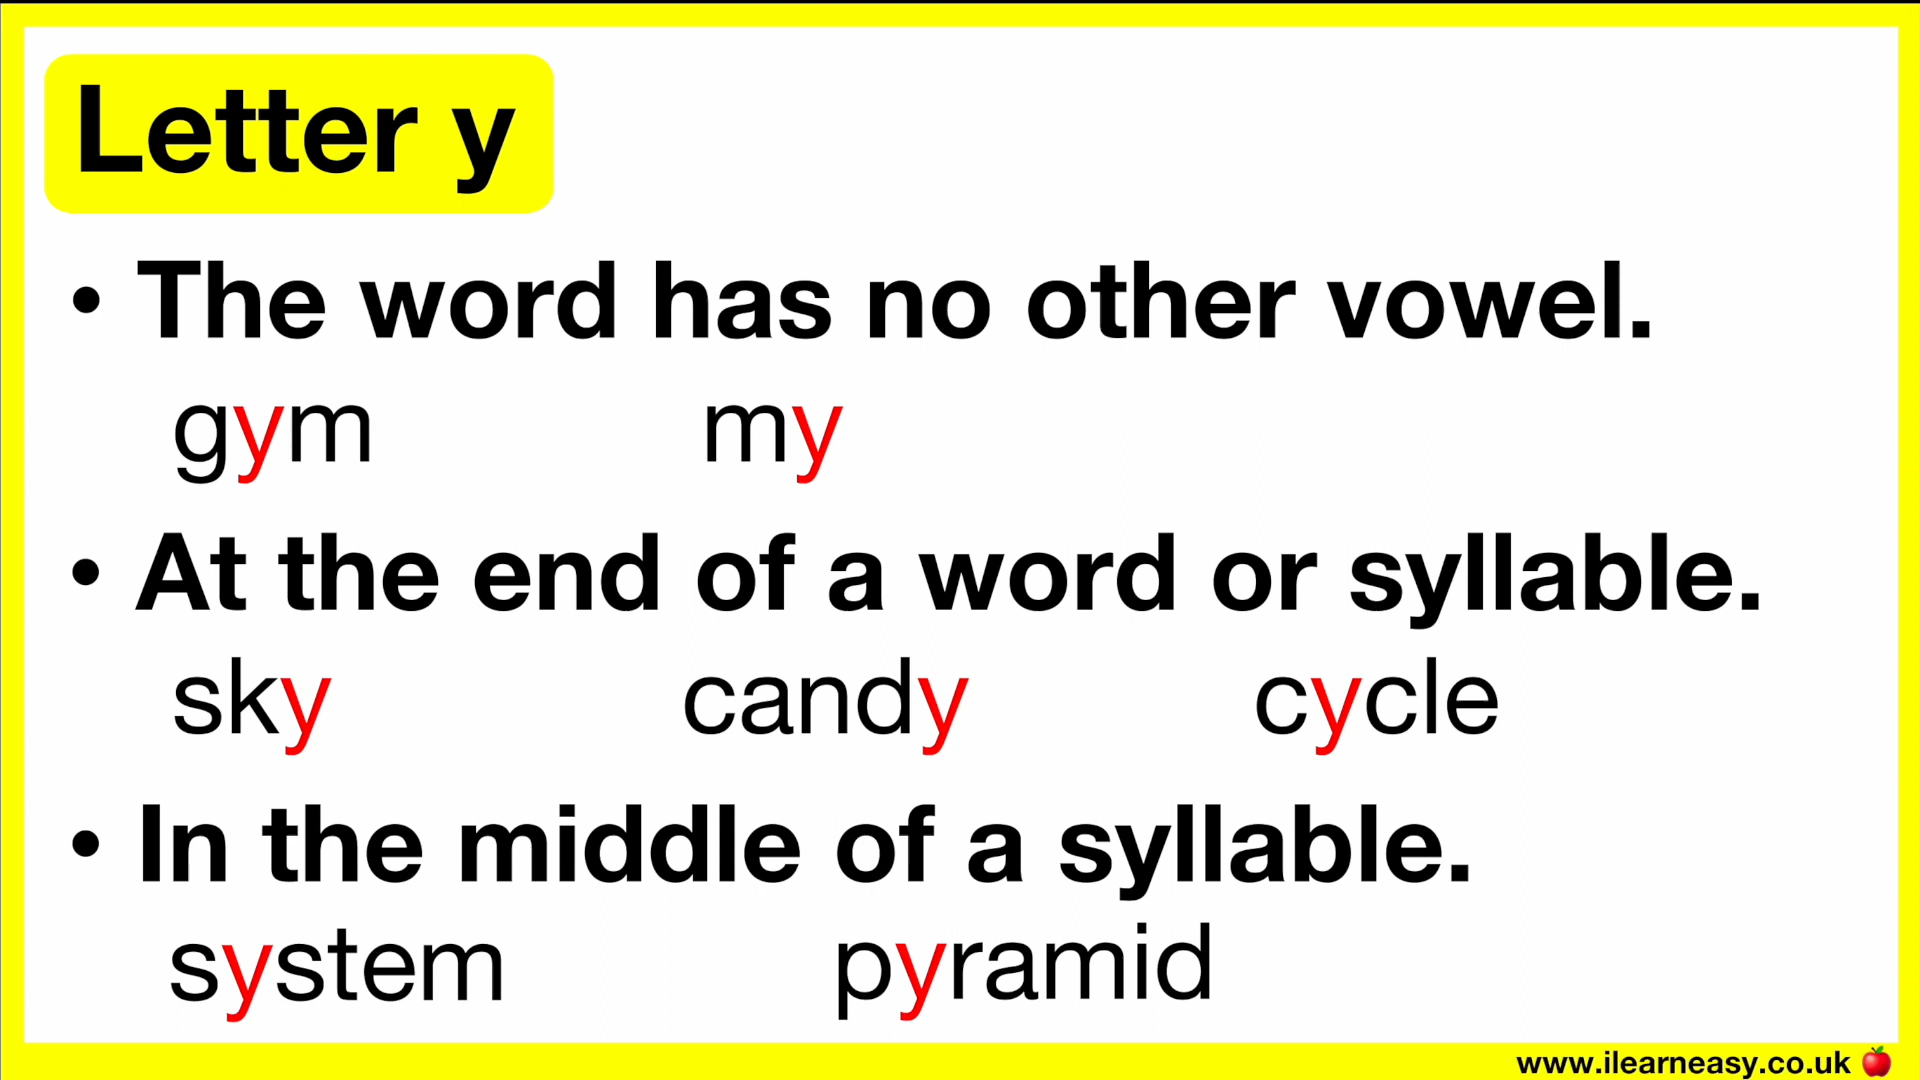 Letter y
• The word has no other vowel.
gym my
• At the end of a word or syllable.
sky candy cycle
• In the middle of a syllable.
system pyramid
www.ilearneasy.co.uk